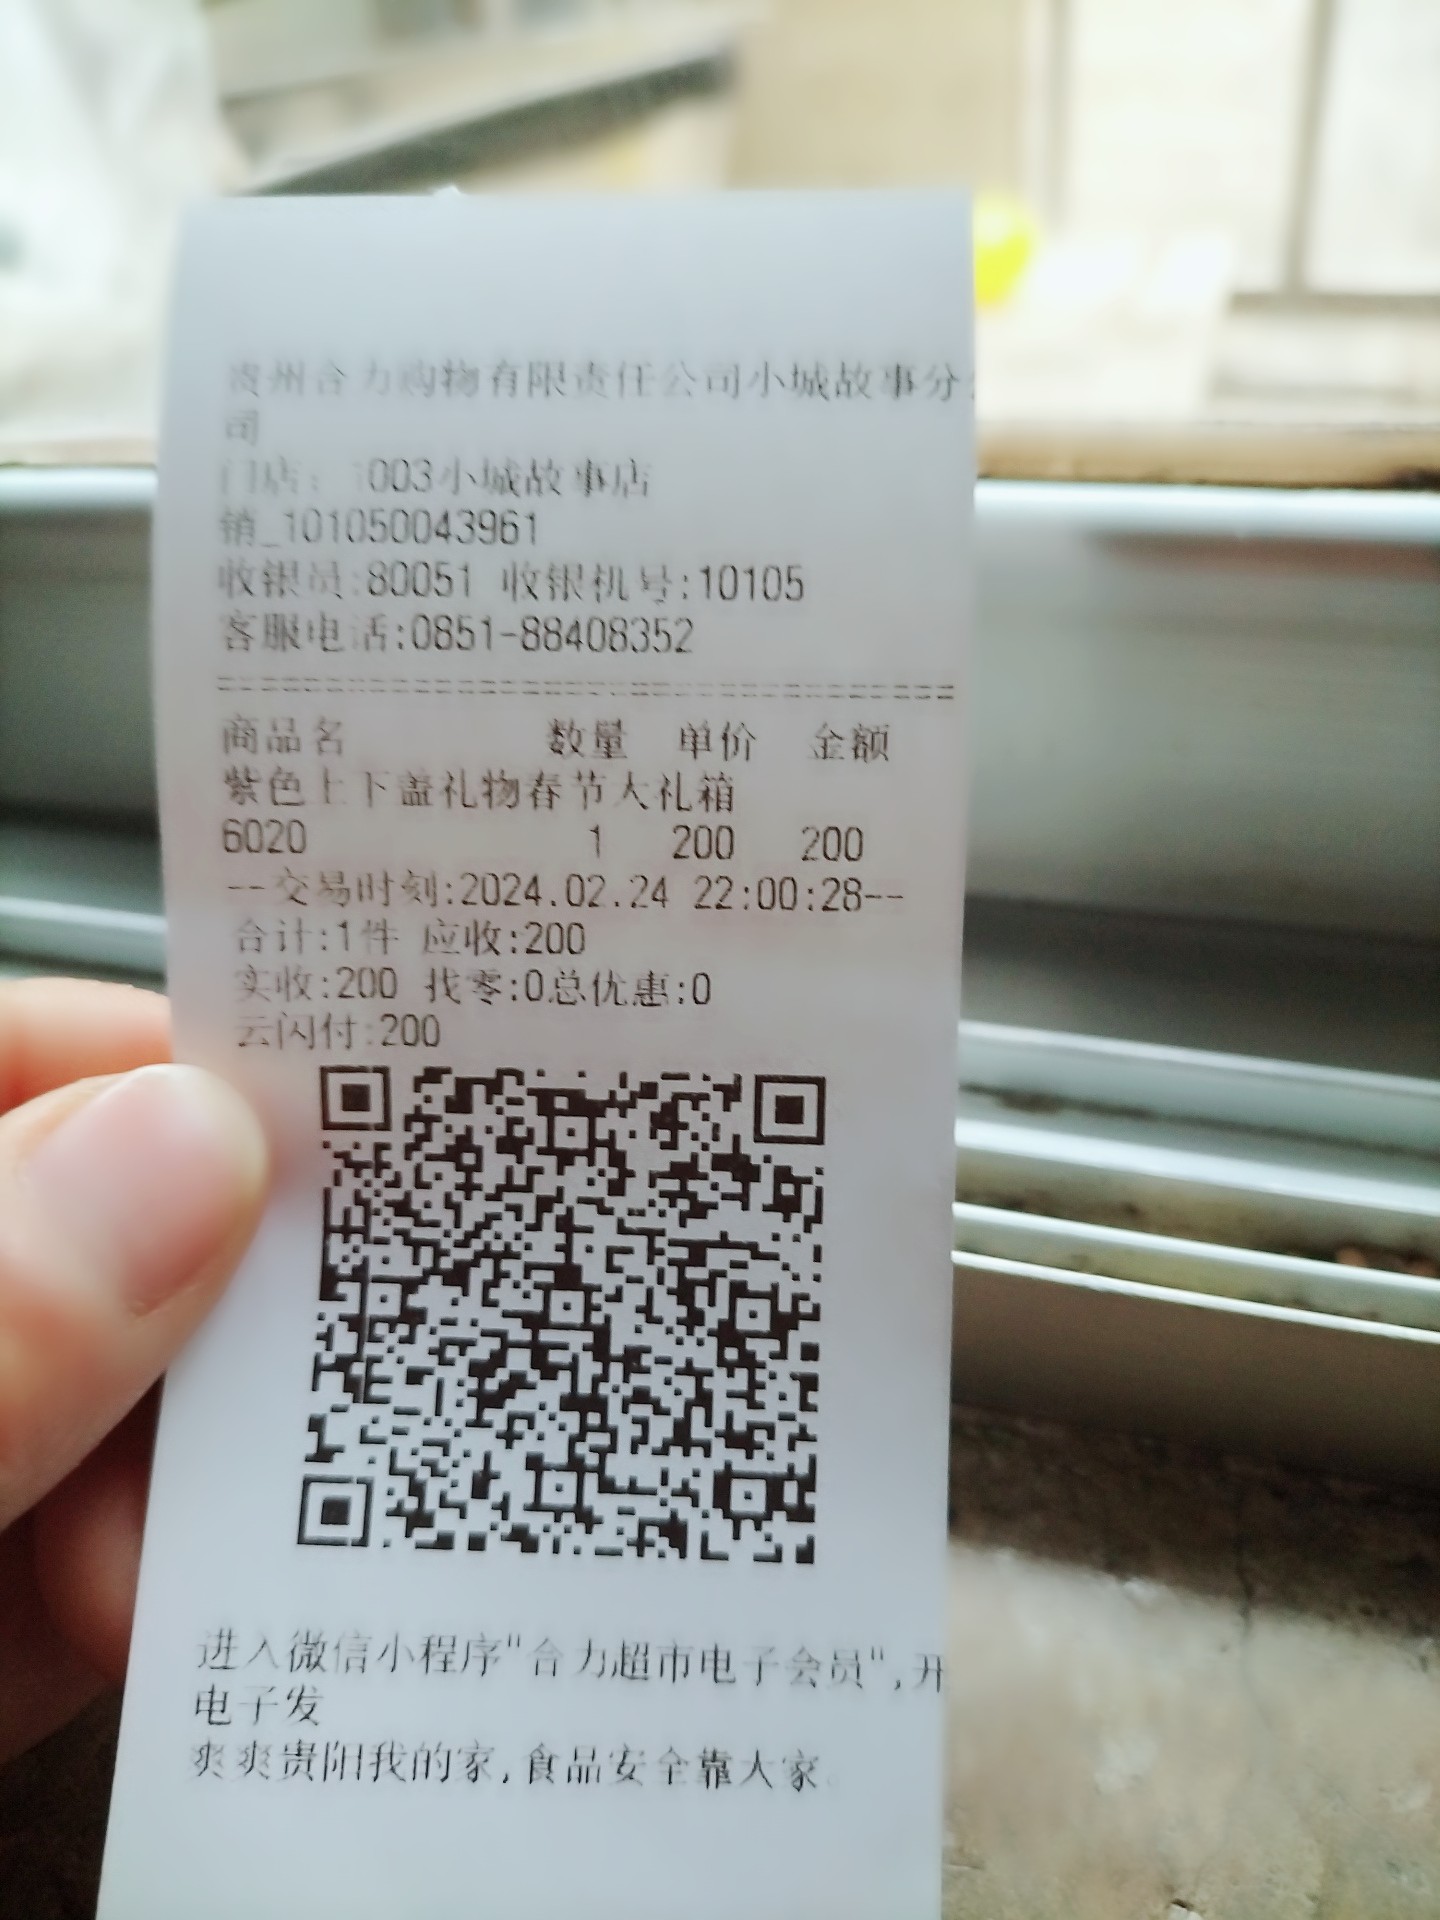 贵州合力购物有限责任公司小城故事分公
司
门店: 1003小城故事店
销_101050043961
收银员:80051 收银机号:10105
客服电话:0851-88408352
商品名 数量 单价 金额
紫色上下盖礼物春节大礼箱
6020 1 200 200
--交易时刻:2024.02.24 22:00:28--
合计:1件 应收:200
实收:200 找零:0总优惠:0
云闪付:200
进入微信小程序"合力超市电子会员",开
电子发
爽爽贵阳我的家,食品安全靠大家.